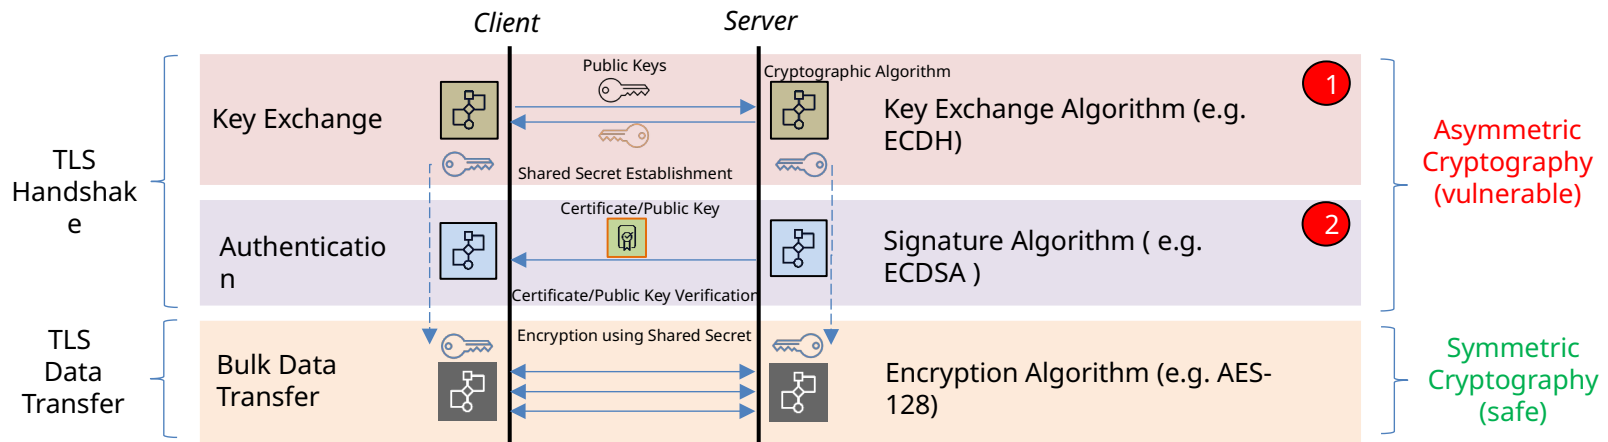 Client
Server
Public Keys
Cryptographic Algorithm
1
Key Exchange
Key Exchange Algorithm (e.g.
ECDH)
Shared Secret Establishment
TLS
Handshak
e
Asymmetric
Cryptography
(vulnerable)
Certificate/Public Key
2
Authenticatio
n
Signature Algorithm ( e.g.
ECDSA )
Certificate/Public Key Verification
TLS
Data
Transfer
Encryption using Shared Secret
Bulk Data
Transfer
Encryption Algorithm (e.g. AES-
128)
Symmetric
Cryptography
(safe)